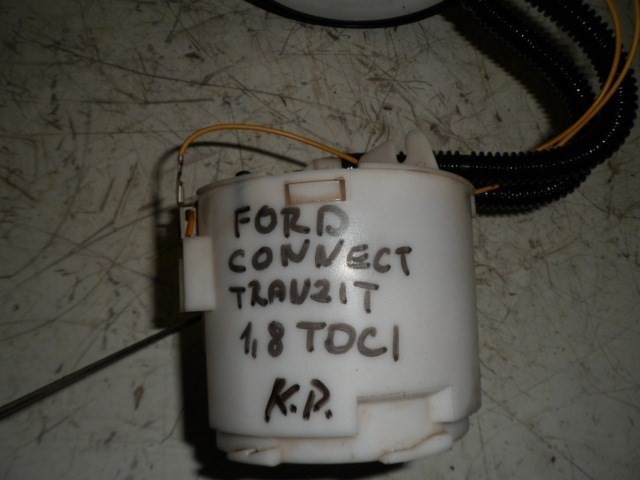 FORD
CONNECT
TRANZIT
1,8 TDCI
K.P.